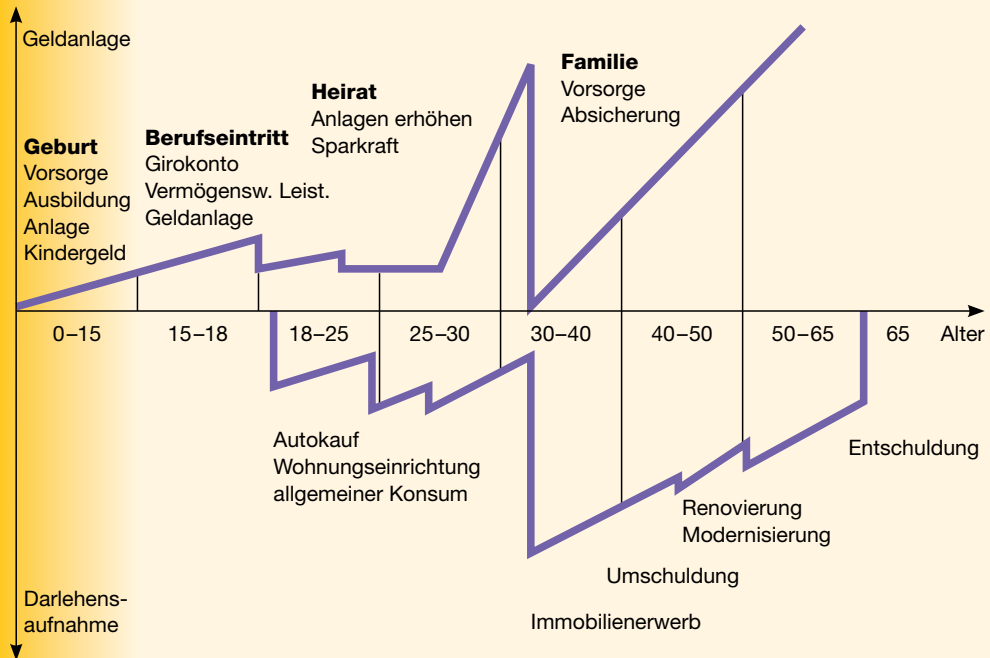 Geldanlage
Geburt
Vorsorge
Ausbildung
Anlage
Kindergeld
Berufseintritt
Girokonto
Vermögensw. Leist.
Geldanlage
Heirat
Anlagen erhöhen
Sparkraft
Familie
Vorsorge
Absicherung
0–15 15–18 18–25 25–30 30–40 40–50 50–65 65 Alter
Autokauf
Wohnungseinrichtung
allgemeiner Konsum
Entschuldung
Renovierung
Modernisierung
Umschuldung
Immobilienerwerb
Darlehens-
aufnahme